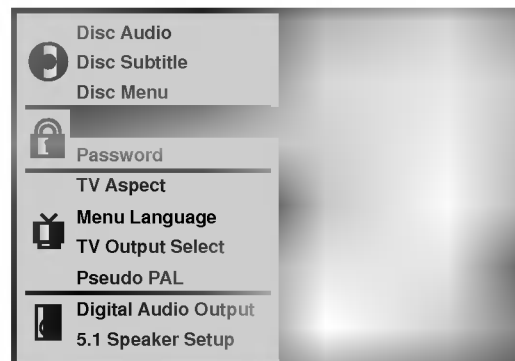 Disc Audio
Disc Subtitle
Disc Menu
Password
TV Aspect
Menu Language
TV Output Select
Pseudo PAL
Digital Audio Output
5.1 Speaker Setup